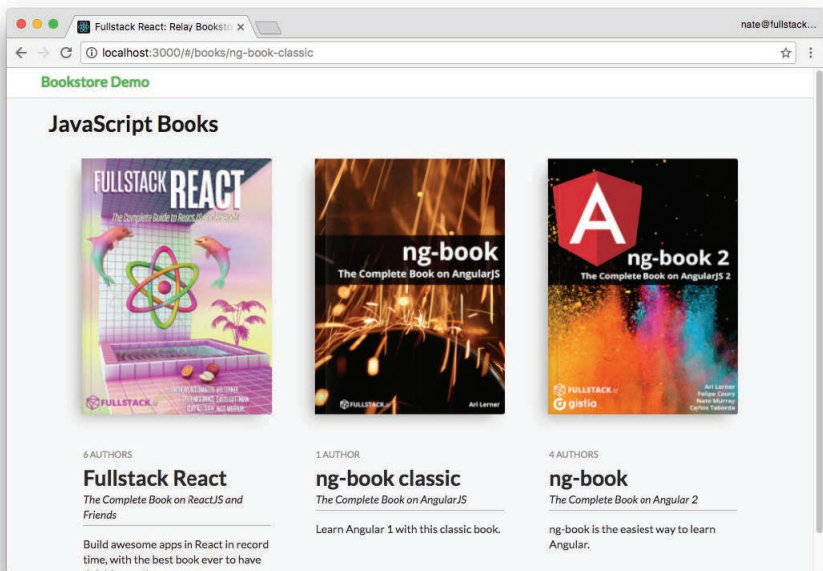 Fullstack React: Relay Booksto
nate@fullstack...
localhost:3000/#/books/ng-book-classic
Bookstore Demo
JavaScript Books
FULLSTACK REACT
The Complete Guide to ReactJS and Friends
FULLSTACK.io
ng-book
The Complete Book on AngularJS
FULLSTACK.io
Ari Lerner
A
ng-book 2
The Complete Book on AngularJS 2
FULLSTACK.io
gistia
Ari Lerner
Felipe Coury
Nate Murray
Carlos Taborda
6 AUTHORS
Fullstack React
The Complete Book on ReactJS and
Friends
Build awesome apps in React in record
time, with the best book ever to have
1 AUTHOR
ng-book classic
The Complete Book on AngularJS
Learn Angular 1 with this classic book.
4 AUTHORS
ng-book
The Complete Book on Angular 2
ng-book is the easiest way to learn
Angular.